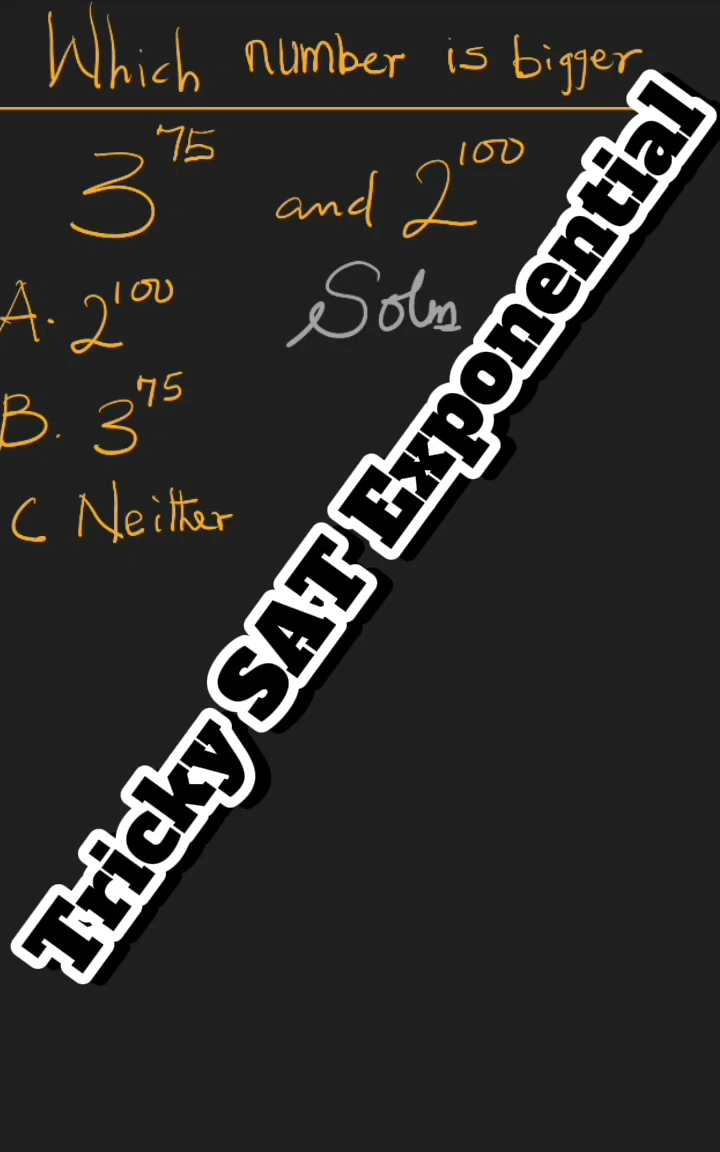 Which number is bigger
3^75 and 2^100
Soln
A. 2^100
B. 3^75
C Neither
Tricky SAT Exponential